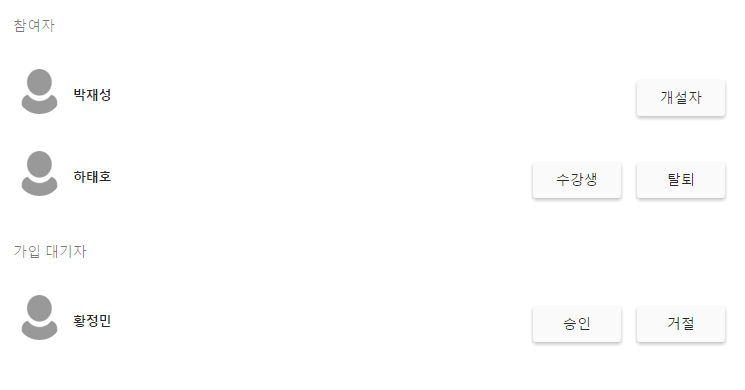 참여자
박재성 개설자
하태호 수강생 탈퇴
가입 대기자
황정민 승인 거절